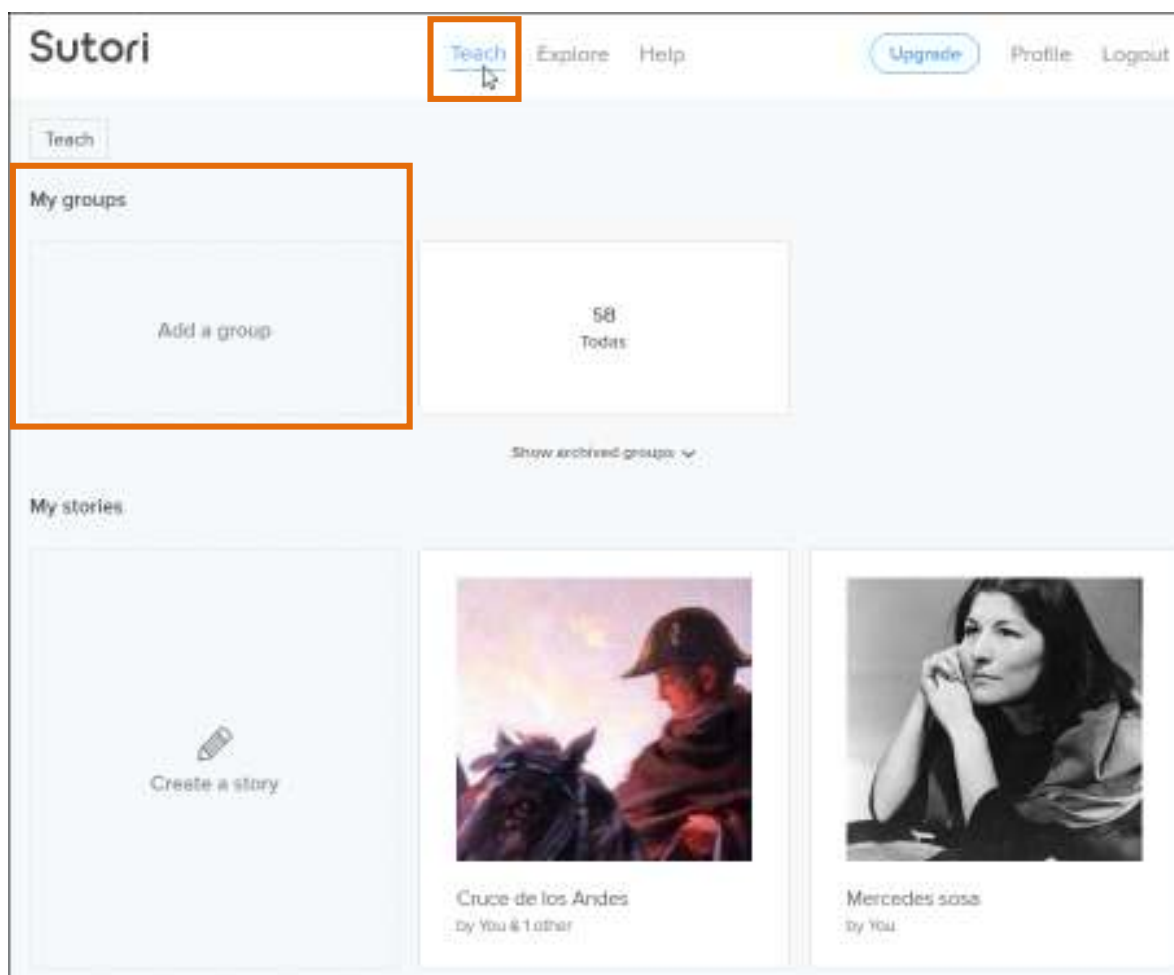 Sutori
Teach Explore Help
Upgrade Profile Logout
Teach
My groups
Add a group
58
Todas
Show archived groups
My stories
Create a story
Cruce de los Andes
by You & 1 other
Mercedes sosa
by You